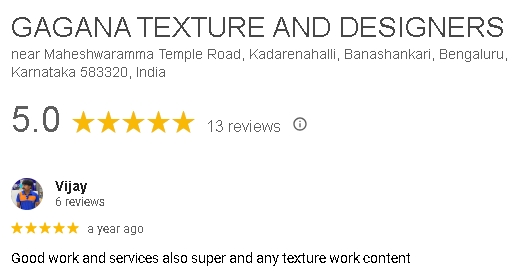 GAGANA TEXTURE AND DESIGNERS
near Maheshwaramma Temple Road, Kadarenahalli, Banashankari, Bengaluru,
Karnataka 583320, India
5.0 13 reviews
Vijay
6 reviews
a year ago
Good work and services also super and any texture work content